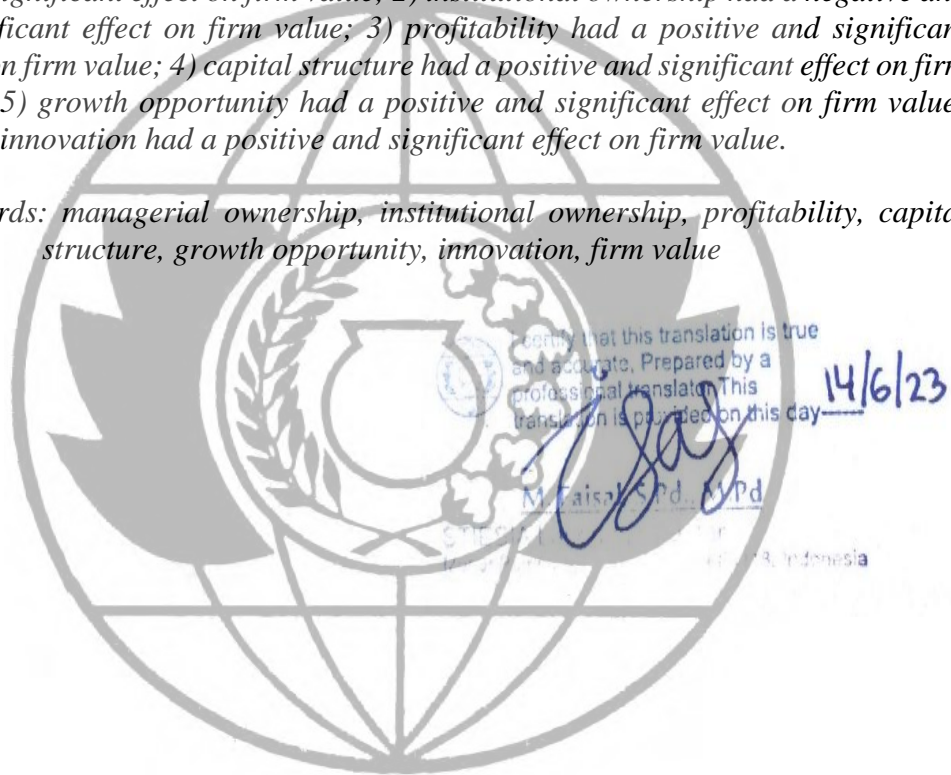 significant effect on firm value; 2) institutional ownership had a negative and
ficant effect on firm value; 3) profitability had a positive and significant
on firm value; 4) capital structure had a positive and significant effect on firm
5) growth opportunity had a positive and significant effect on firm value
innovation had a positive and significant effect on firm value.
rds: managerial ownership, institutional ownership, profitability, capital
structure, growth opportunity, innovation, firm value
I certify that this translation is true
and accurate, Prepared by a
professional translator. This
translation is provided on this day 14/6/23
M. Faisal, S.Pd., M.Pd
STIESIA
Indonesia